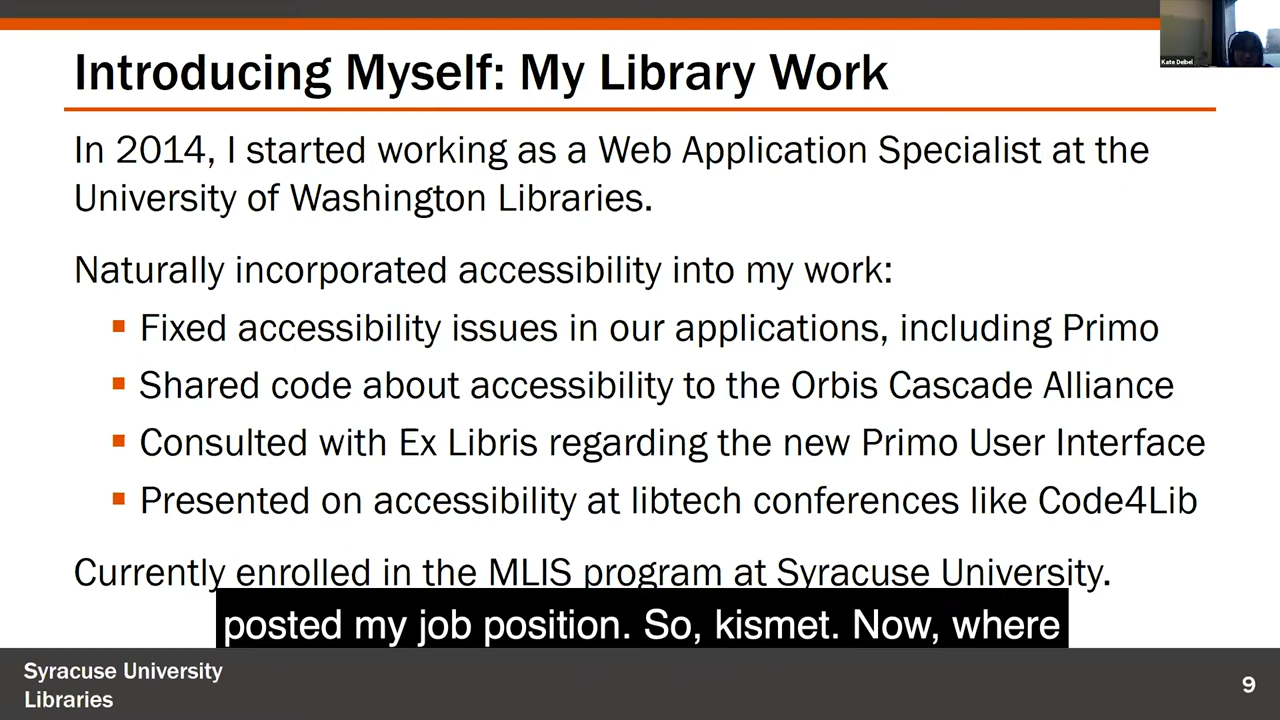 Kate Deibel
Introducing Myself: My Library Work
In 2014, I started working as a Web Application Specialist at the
University of Washington Libraries.
Naturally incorporated accessibility into my work:
Fixed accessibility issues in our applications, including Primo
Shared code about accessibility to the Orbis Cascade Alliance
Consulted with Ex Libris regarding the new Primo User Interface
Presented on accessibility at libtech conferences like Code4Lib
Currently enrolled in the MLIS program at Syracuse University.
posted my job position. So, kismet. Now, where
Syracuse University
Libraries
9